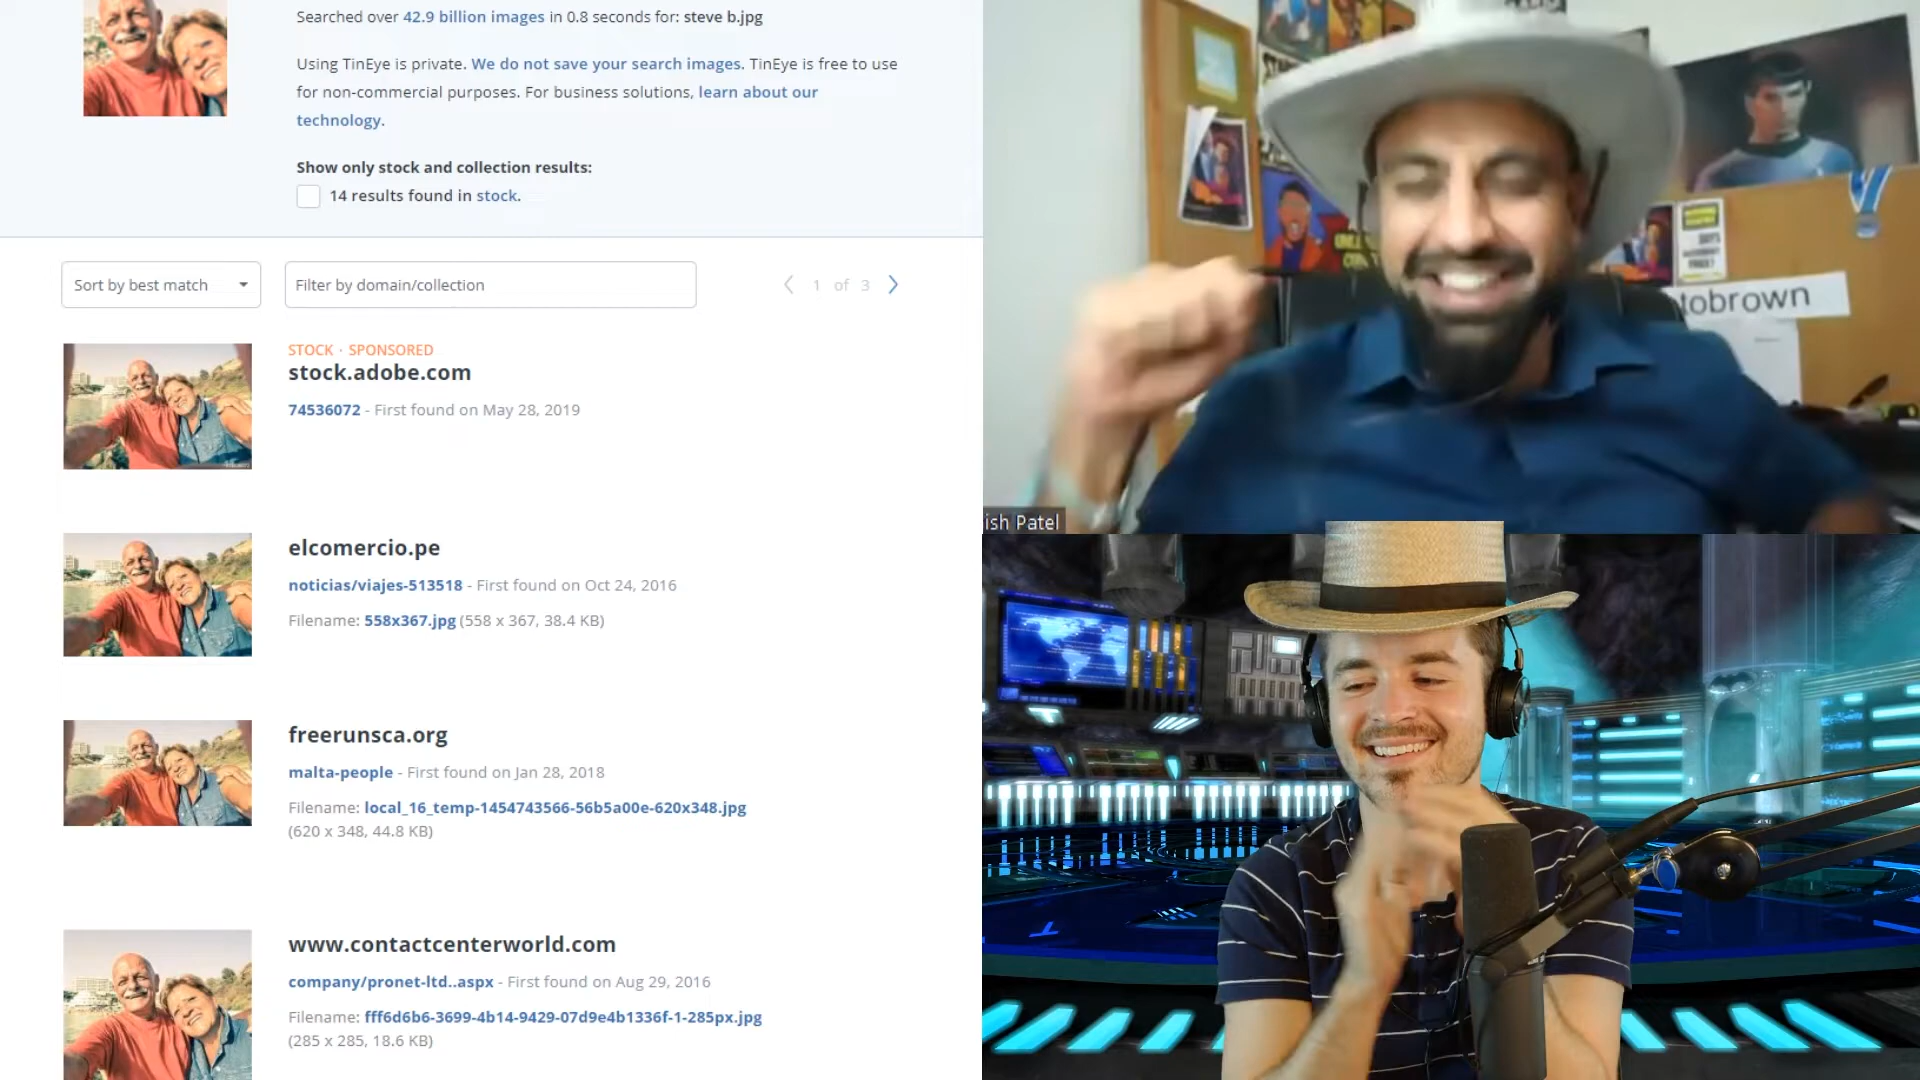 Searched over 42.9 billion images in 0.8 seconds for: steve b.jpg
Using TinEye is private. We do not save your search images. TinEye is free to use
for non-commercial purposes. For business solutions, learn about our
technology.
Show only stock and collection results:
14 results found in stock.
Sort by best match
Filter by domain/collection
1 of 3
STOCK · SPONSORED
stock.adobe.com
74536072 - First found on May 28, 2019
elcomercio.pe
noticias/viajes-513518 - First found on Oct 24, 2016
Filename: 558x367.jpg (558 x 367, 38.4 KB)
freerunsca.org
malta-people - First found on Jan 28, 2018
Filename: local_16_temp-1454743566-56b5a00e-620x348.jpg
(620 x 348, 44.8 KB)
www.contactcenterworld.com
company/pronet-ltd..aspx - First found on Aug 29, 2016
Filename: fff6d6b6-3699-4b14-9429-07d9e4b1336f-1-285px.jpg
(285 x 285, 18.6 KB)
tobrown
ish Patel